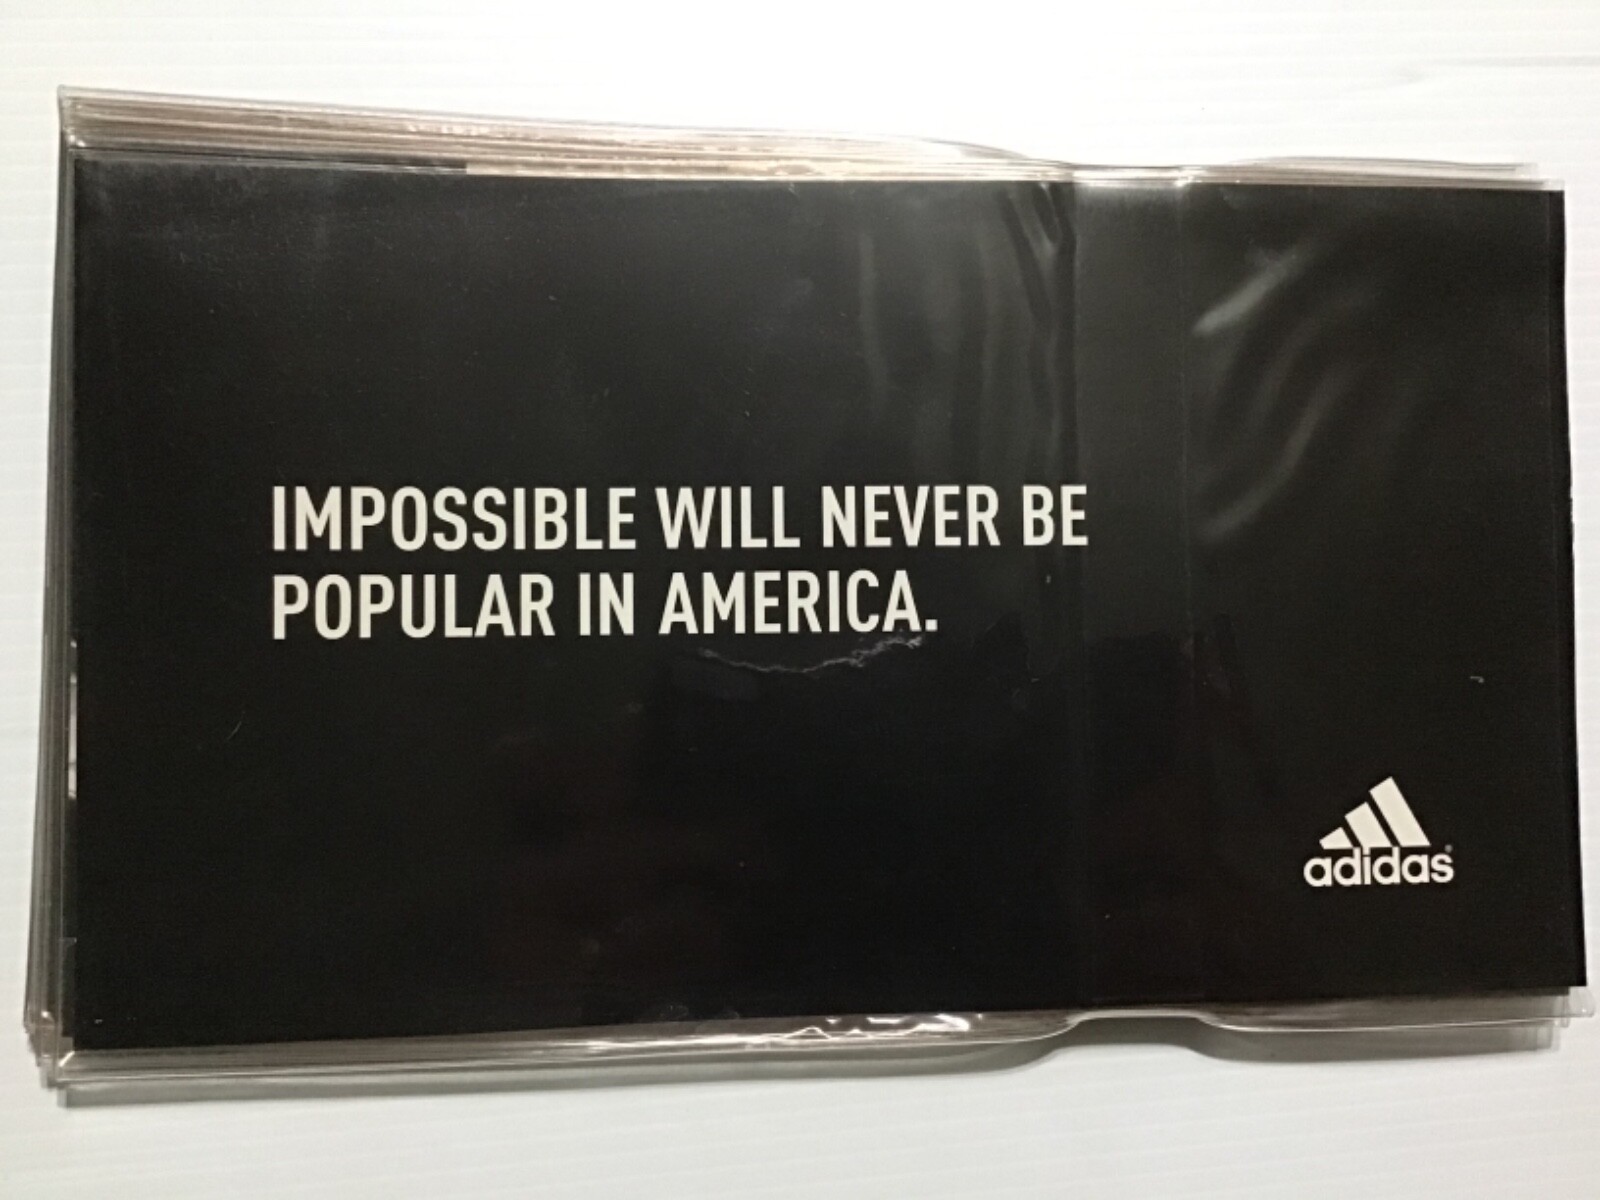 IMPOSSIBLE WILL NEVER BE
POPULAR IN AMERICA.
adidas®